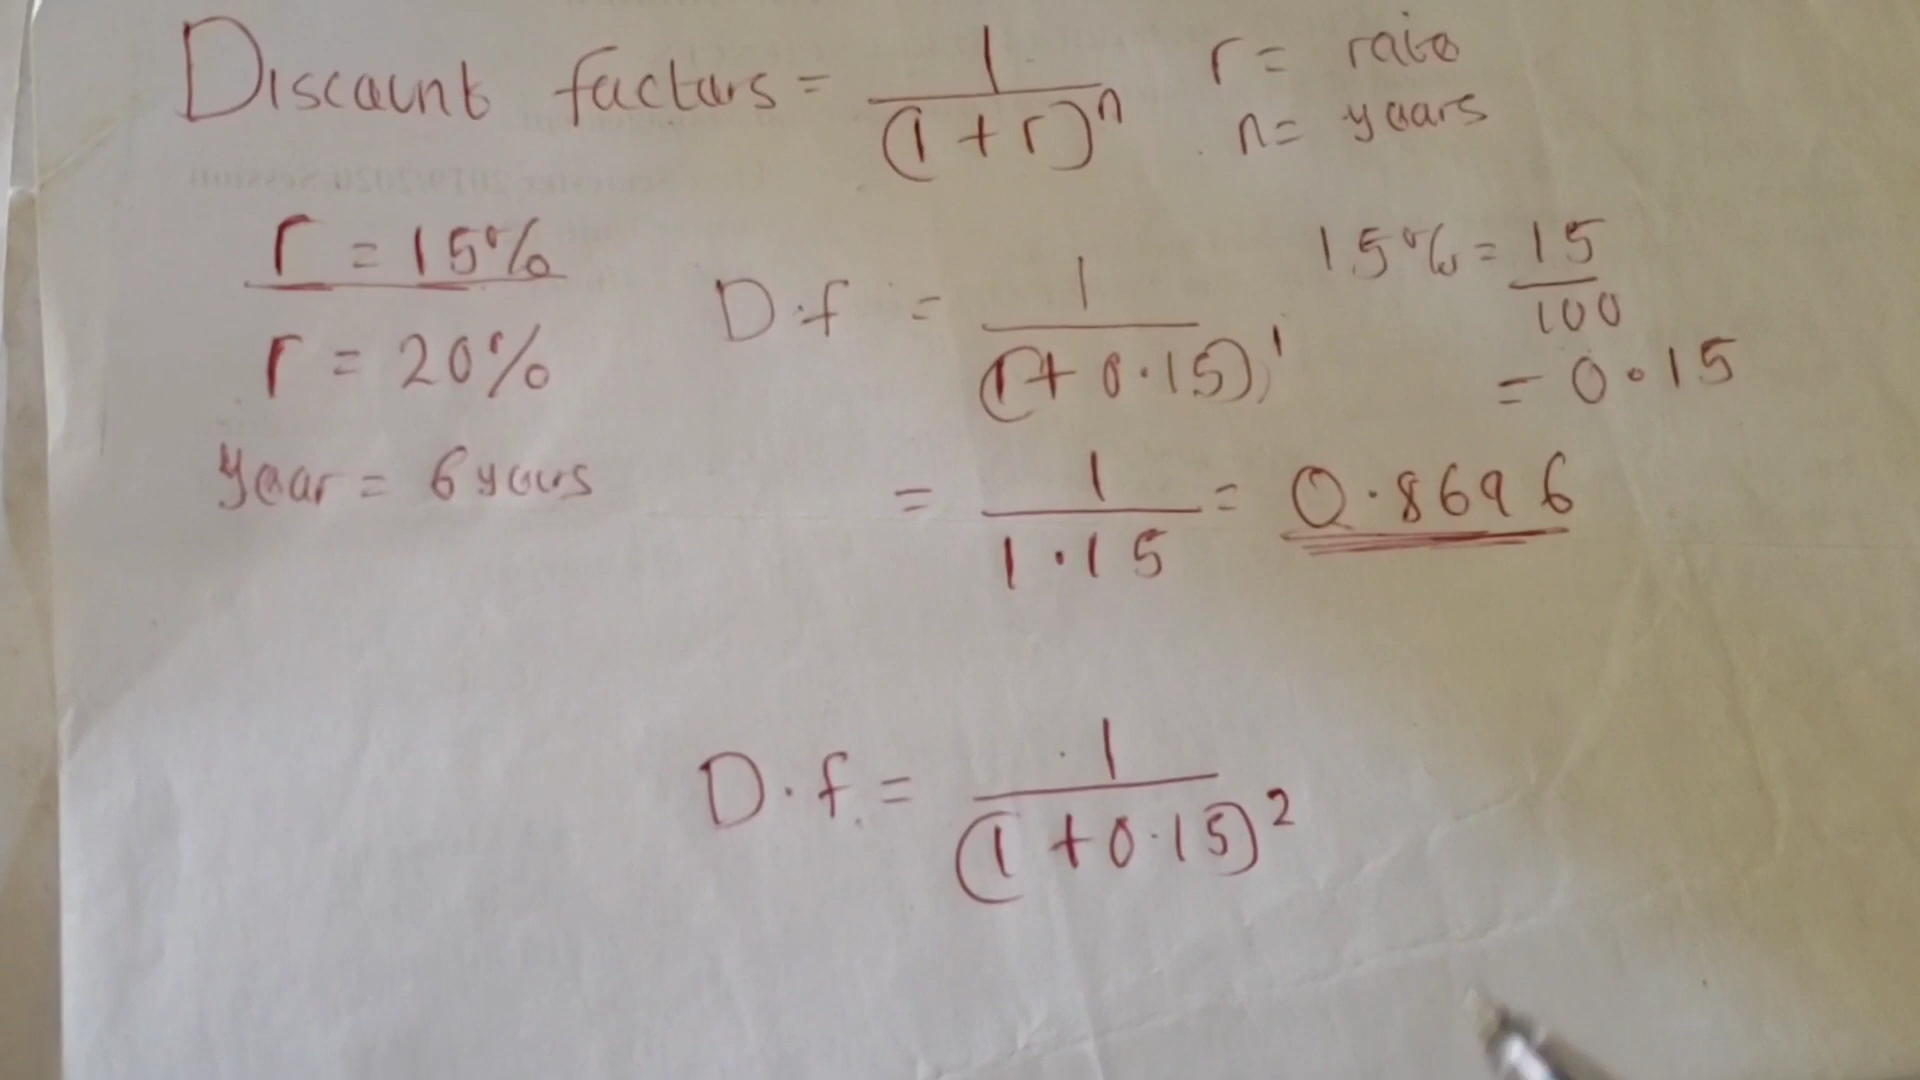 Discount factors = 1/(1+r)^n
r = rate
n = years
r = 15%
r = 20%
year = 6 years
D.f = 1/(1+0.15)^1
15% = 15/100
= 0.15
= 1/1.15 = 0.8696
D.f = 1/(1+0.15)^2